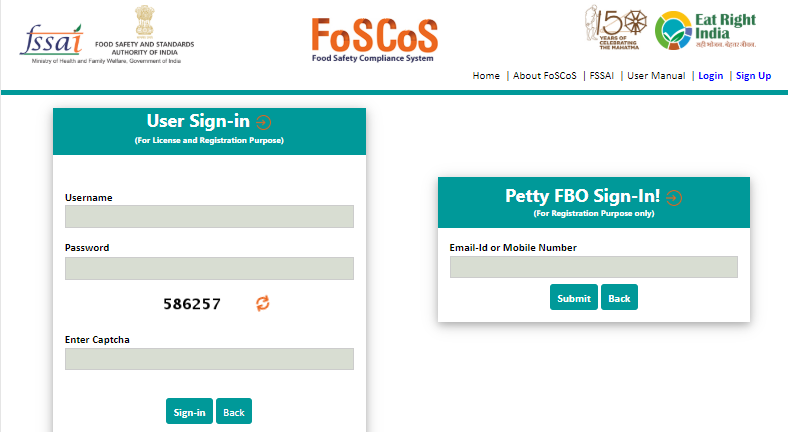 fssai
FOOD SAFETY AND STANDARDS
AUTHORITY OF INDIA
Ministry of Health and Family Welfare, Government of India
FoSCoS
Food Safety Compliance System
150
YEARS OF
CELEBRATING
THE MAHATMA
Eat Right
India
सही भोजन. बेहतर जीवन.
Home | About FoSCoS | FSSAI | User Manual | Login | Sign Up
User Sign-in
(For License and Registration Purpose)
Username
Password
586257
Enter Captcha
Sign-in Back
Petty FBO Sign-In!
(For Registration Purpose only)
Email-Id or Mobile Number
Submit Back